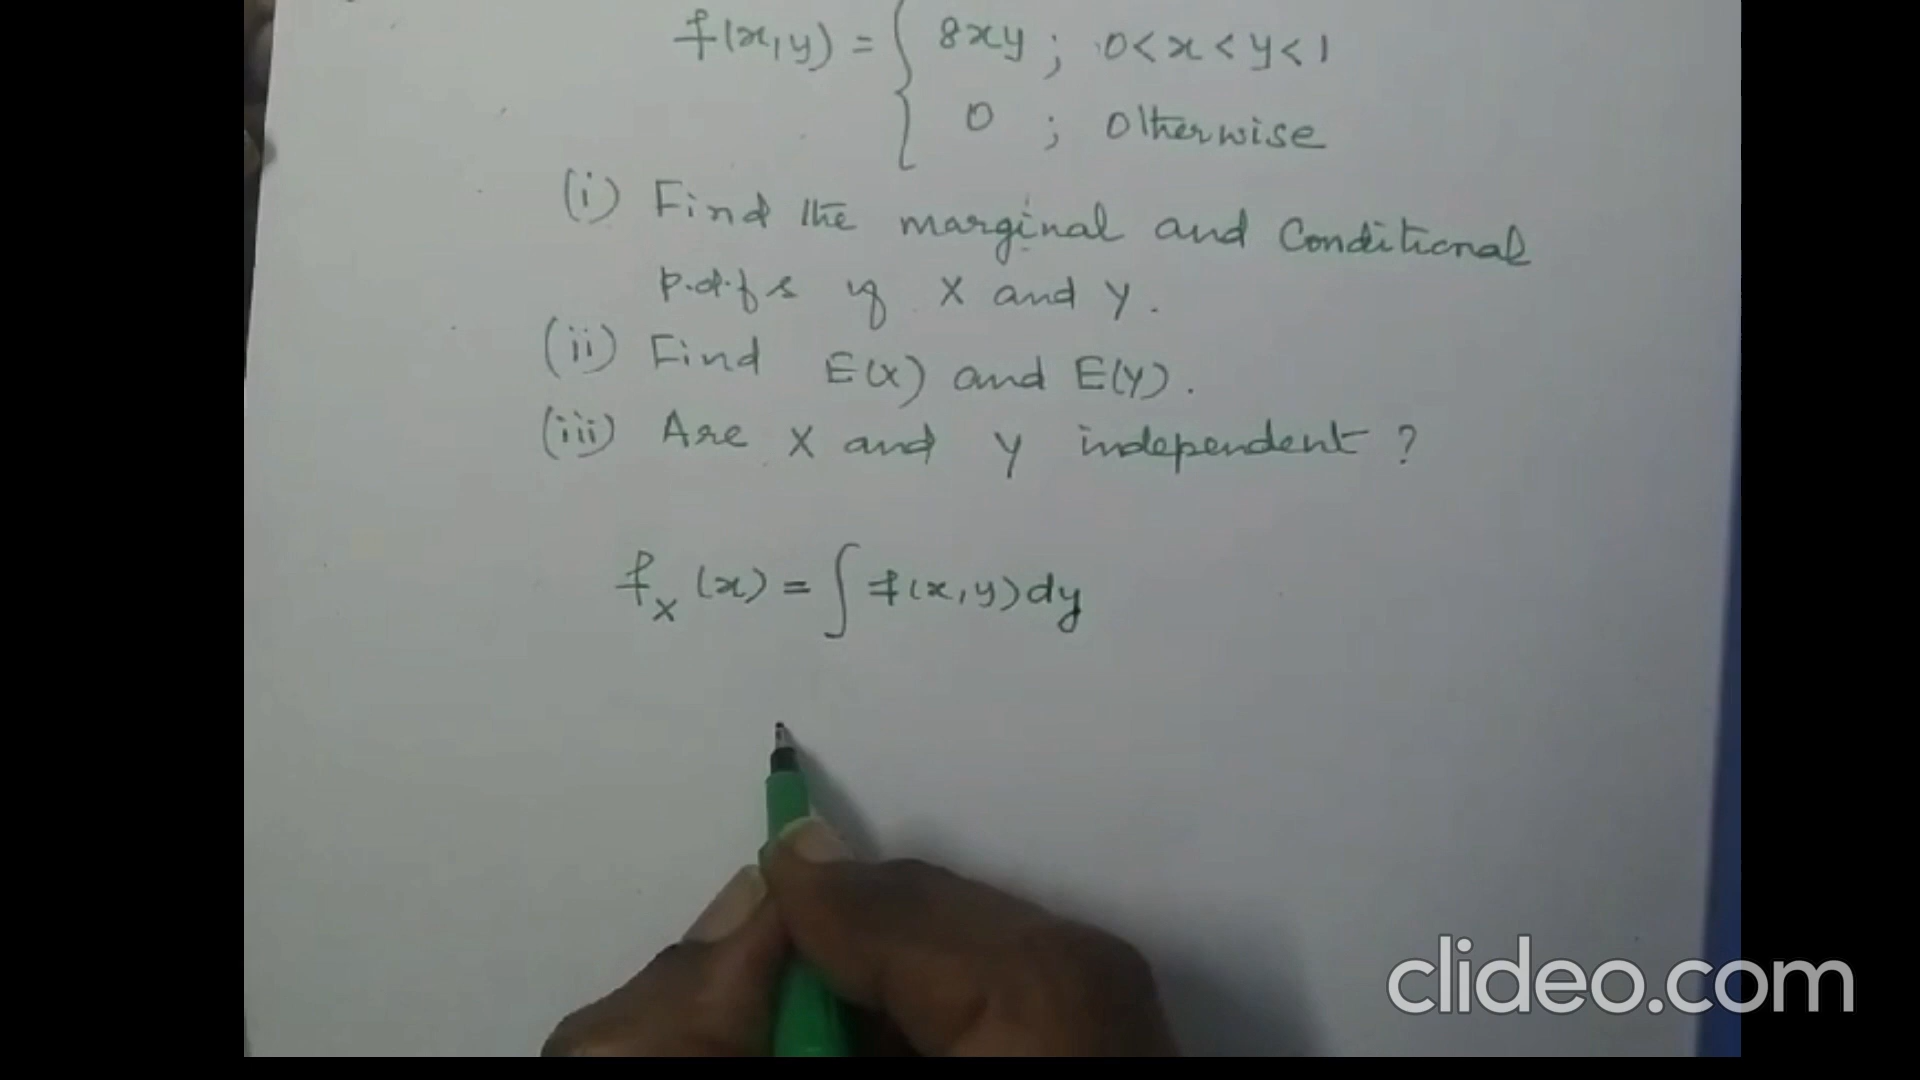 f(x,y) = { 8xy ; 0<x<y<1
0 ; Otherwise
(i) Find the marginal and Conditional
p.d.fs of X and Y.
(ii) Find E(X) and E(Y).
(iii) Are X and Y independent ?
f_X (x) = ∫ f(x,y) dy
clideo.com